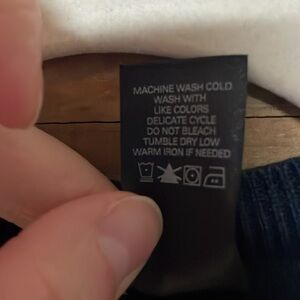 MACHINE WASH COLD
WASH WITH
LIKE COLORS
DELICATE CYCLE
DO NOT BLEACH
TUMBLE DRY LOW
WARM IRON IF NEEDED